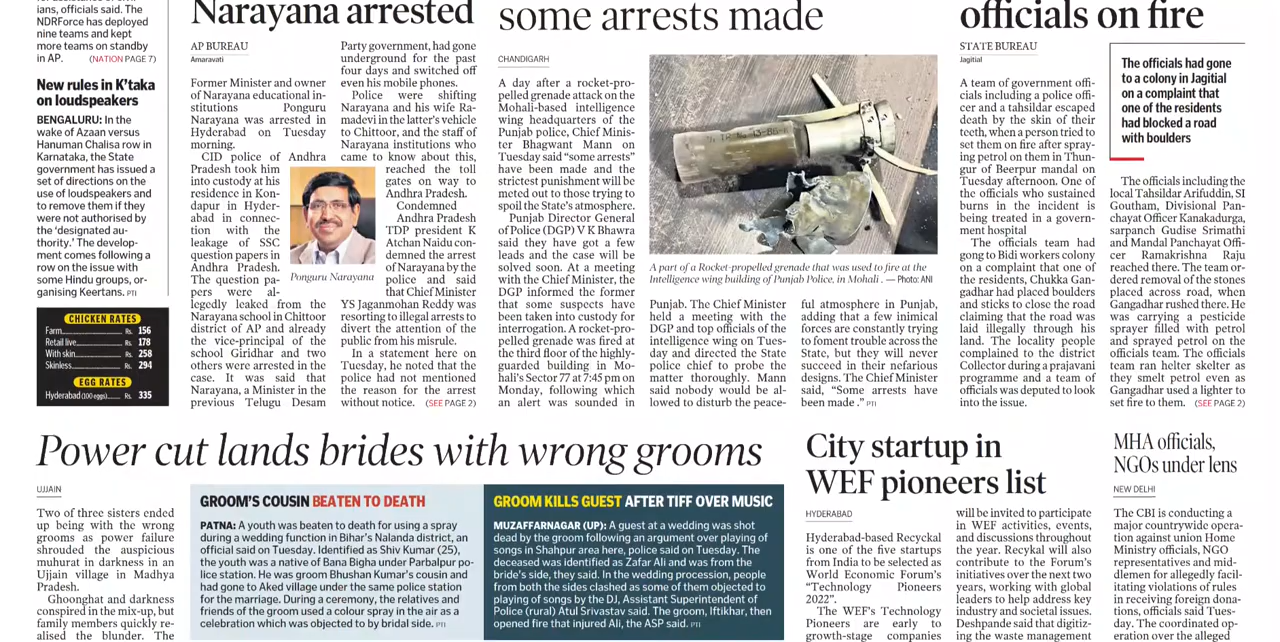 ians, officials said. The
NDRForce has deployed
nine teams and kept
more teams on standby
in AP. (NATION PAGE 7)
New rules in K'taka
on loudspeakers
BENGALURU: In the
wake of Azaan versus
Hanuman Chalisa row in
Karnataka, the State
government has issued a
set of directions on the
use of loudspeakers and
to remove them if they
were not authorised by
the 'designated au-
thority.' The develop-
ment comes following a
row on the issue with
some Hindu groups, or-
ganising Keertans. PTI
CHICKEN RATES
Farm Rs. 156
Retail live Rs. 178
With skin Rs. 258
Skinless Rs. 294
EGG RATES
Hyderabad (100 eggs) Rs. 335
Narayana arrested
AP BUREAU
Amaravati
Former Minister and owner
of Narayana educational in-
stitutions Ponguru
Narayana was arrested in
Hyderabad on Tuesday
morning.
CID police of Andhra
Pradesh took him
into custody at his
residence in Kon-
dapur in Hyder-
abad in connec-
tion with the
leakage of SSC
question papers in
Andhra Pradesh.
The question pa-
pers were al-
legedly leaked from the
Narayana school in Chittoor
district of AP and already
the vice-principal of the
school Giridhar and two
others were arrested in the
case. It was said that
Narayana, a Minister in the
previous Telugu Desam
Party government, had gone
underground for the past
four days and switched off
even his mobile phones.
Police were shifting
Narayana and his wife Ra-
madevi in the latter's vehicle
to Chittoor, and the staff of
Narayana institutions who
came to know about this,
reached the toll
gates on way to
Andhra Pradesh.
Condemned
Andhra Pradesh
TDP president K
Atchan Naidu con-
demned the arrest
of Narayana by the
police and said
that Chief Minister
YS Jaganmohan Reddy was
resorting to illegal arrests to
divert the attention of the
public from his misrule.
In a statement here on
Tuesday, he noted that the
police had not mentioned
the reason for the arrest
without notice. (SEE PAGE 2)
Ponguru Narayana
some arrests made
CHANDIGARH
A day after a rocket-pro-
pelled grenade attack on the
Mohali-based intelligence
wing headquarters of the
Punjab police, Chief Minis-
ter Bhagwant Mann on
Tuesday said "some arrests"
have been made and the
strictest punishment will be
meted out to those trying to
spoil the State's atmosphere.
Punjab Director General
of Police (DGP) V K Bhawra
said they have got a few
leads and the case will be
solved soon. At a meeting
with the Chief Minister, the
DGP informed the former
that some suspects have
been taken into custody for
interrogation. A rocket-pro-
pelled grenade was fired at
the third floor of the highly-
guarded building in Mo-
hali's Sector 77 at 7:45 pm on
Monday, following which
an alert was sounded in
A part of a Rocket-propelled grenade that was used to fire at the
Intelligence wing building of Punjab Police, in Mohali . — Photo: ANI
Punjab. The Chief Minister
held a meeting with the
DGP and top officials of the
intelligence wing on Tues-
day and directed the State
police chief to probe the
matter thoroughly. Mann
said nobody would be al-
lowed to disturb the peace-
ful atmosphere in Punjab,
adding that a few inimical
forces are constantly trying
to foment trouble across the
State, but they will never
succeed in their nefarious
designs. The Chief Minister
said, "Some arrests have
been made ." PTI
officials on fire
STATE BUREAU
Jagitial
A team of government offi-
cials including a police offi-
cer and a tahsildar escaped
death by the skin of their
teeth, when a person tried to
set them on fire after spray-
ing petrol on them in Thun-
gur of Beerpur mandal on
Tuesday afternoon. One of
the officials who sustained
burns in the incident is
being treated in a govern-
ment hospital
The officials team had
gong to Bidi workers colony
on a complaint that one of
the residents, Chukka Gan-
gadhar had placed boulders
and sticks to close the road
claiming that the road was
laid illegally through his
land. The locality people
complained to the district
Collector during a prajavani
programme and a team of
officials was deputed to look
into the issue.
The officials had gone
to a colony in Jagitial
on a complaint that
one of the residents
had blocked a road
with boulders
The officials including the
local Tahsildar Arifuddin, SI
Goutham, Divisional Pan-
chayat Officer Kanakadurga,
sarpanch Gudise Srimathi
and Mandal Panchayat Offi-
cer Ramakrishna Raju
reached there. The team or-
dered removal of the stones
placed across road, when
Gangadhar rushed there. He
was carrying a pesticide
sprayer filled with petrol
and sprayed petrol on the
officials team. The officials
team ran helter skelter as
they smelt petrol even as
Gangadhar used a lighter to
set fire to them. (SEE PAGE 2)
Power cut lands brides with wrong grooms
UJJAIN
Two of three sisters ended
up being with the wrong
grooms as power failure
shrouded the auspicious
muhurat in darkness in an
Ujjain village in Madhya
Pradesh.
Ghoonghat and darkness
conspired in the mix-up, but
family members quickly re-
alised the blunder. The
GROOM'S COUSIN BEATEN TO DEATH
PATNA: A youth was beaten to death for using a spray
during a wedding function in Bihar's Nalanda district, an
official said on Tuesday. Identified as Shiv Kumar (25),
the youth was a native of Bana Bigha under Parbalpur po-
lice station. He was groom Bhushan Kumar's cousin and
had gone to Aked village under the same police station
for the marriage. During a ceremony, the relatives and
friends of the groom used a colour spray in the air as a
celebration which was objected to by bridal side. PTI
GROOM KILLS GUEST AFTER TIFF OVER MUSIC
MUZAFFARNAGAR (UP): A guest at a wedding was shot
dead by the groom following an argument over playing of
songs in Shahpur area here, police said on Tuesday. The
deceased was identified as Zafar Ali and was from the
bride's side, they said. In the wedding procession, people
from both the sides clashed as some of them objected to
playing of songs by the DJ, Assistant Superintendent of
Police (rural) Atul Srivastav said. The groom, Iftikhar, then
opened fire that injured Ali, the ASP said. PTI
City startup in
WEF pioneers list
HYDERABAD
Hyderabad-based Recyckal
is one of the five startups
from India to be selected as
World Economic Forum's
"Technology Pioneers
2022".
The WEF's Technology
Pioneers are early to
growth-stage companies
will be invited to participate
in WEF activities, events,
and discussions throughout
the year. Recykal will also
contribute to the Forum's
initiatives over the next two
years, working with global
leaders to help address key
industry and societal issues.
Deshpande said that digitiz-
ing the waste management
MHA officials,
NGOs under lens
NEW DELHI
The CBI is conducting a
major countrywide opera-
tion against union Home
Ministry officials, NGO
representatives and mid-
dlemen for allegedly facil-
itating violations of rules
in receiving foreign dona-
tions, officials said Tues-
day. The coordinated op-
eration over the alleged